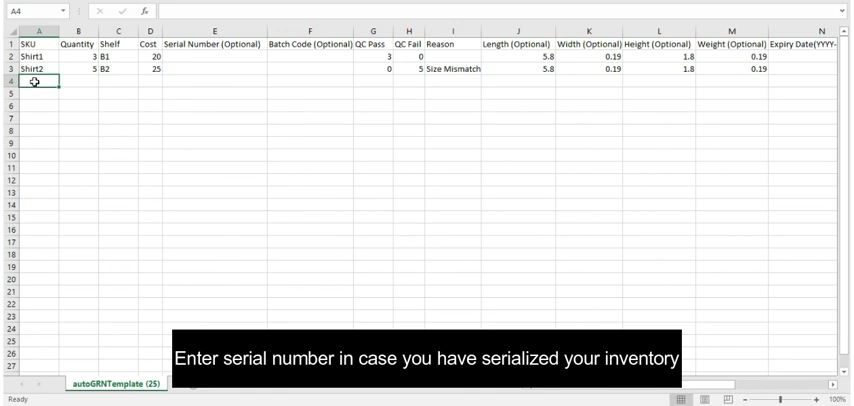 A4
fx
A B C D E F G H I J K L M N
1 SKU Quantity Shelf Cost Serial Number (Optional) Batch Code (Optional) QC Pass QC Fail Reason Length (Optional) Width (Optional) Height (Optional) Weight (Optional) Expiry Date(YYYY-
2 Shirt1 3 B1 20 3 0 5.8 0.19 1.8 0.19
3 Shirt2 5 B2 25 0 5 Size Mismatch 5.8 0.19 1.8 0.19
4
5
6
7
8
9
10
11
12
13
14
15
16
17
18
19
20
21
22
23
24
25
26
27
Enter serial number in case you have serialized your inventory
autoGRNTemplate (25)
Ready 100%